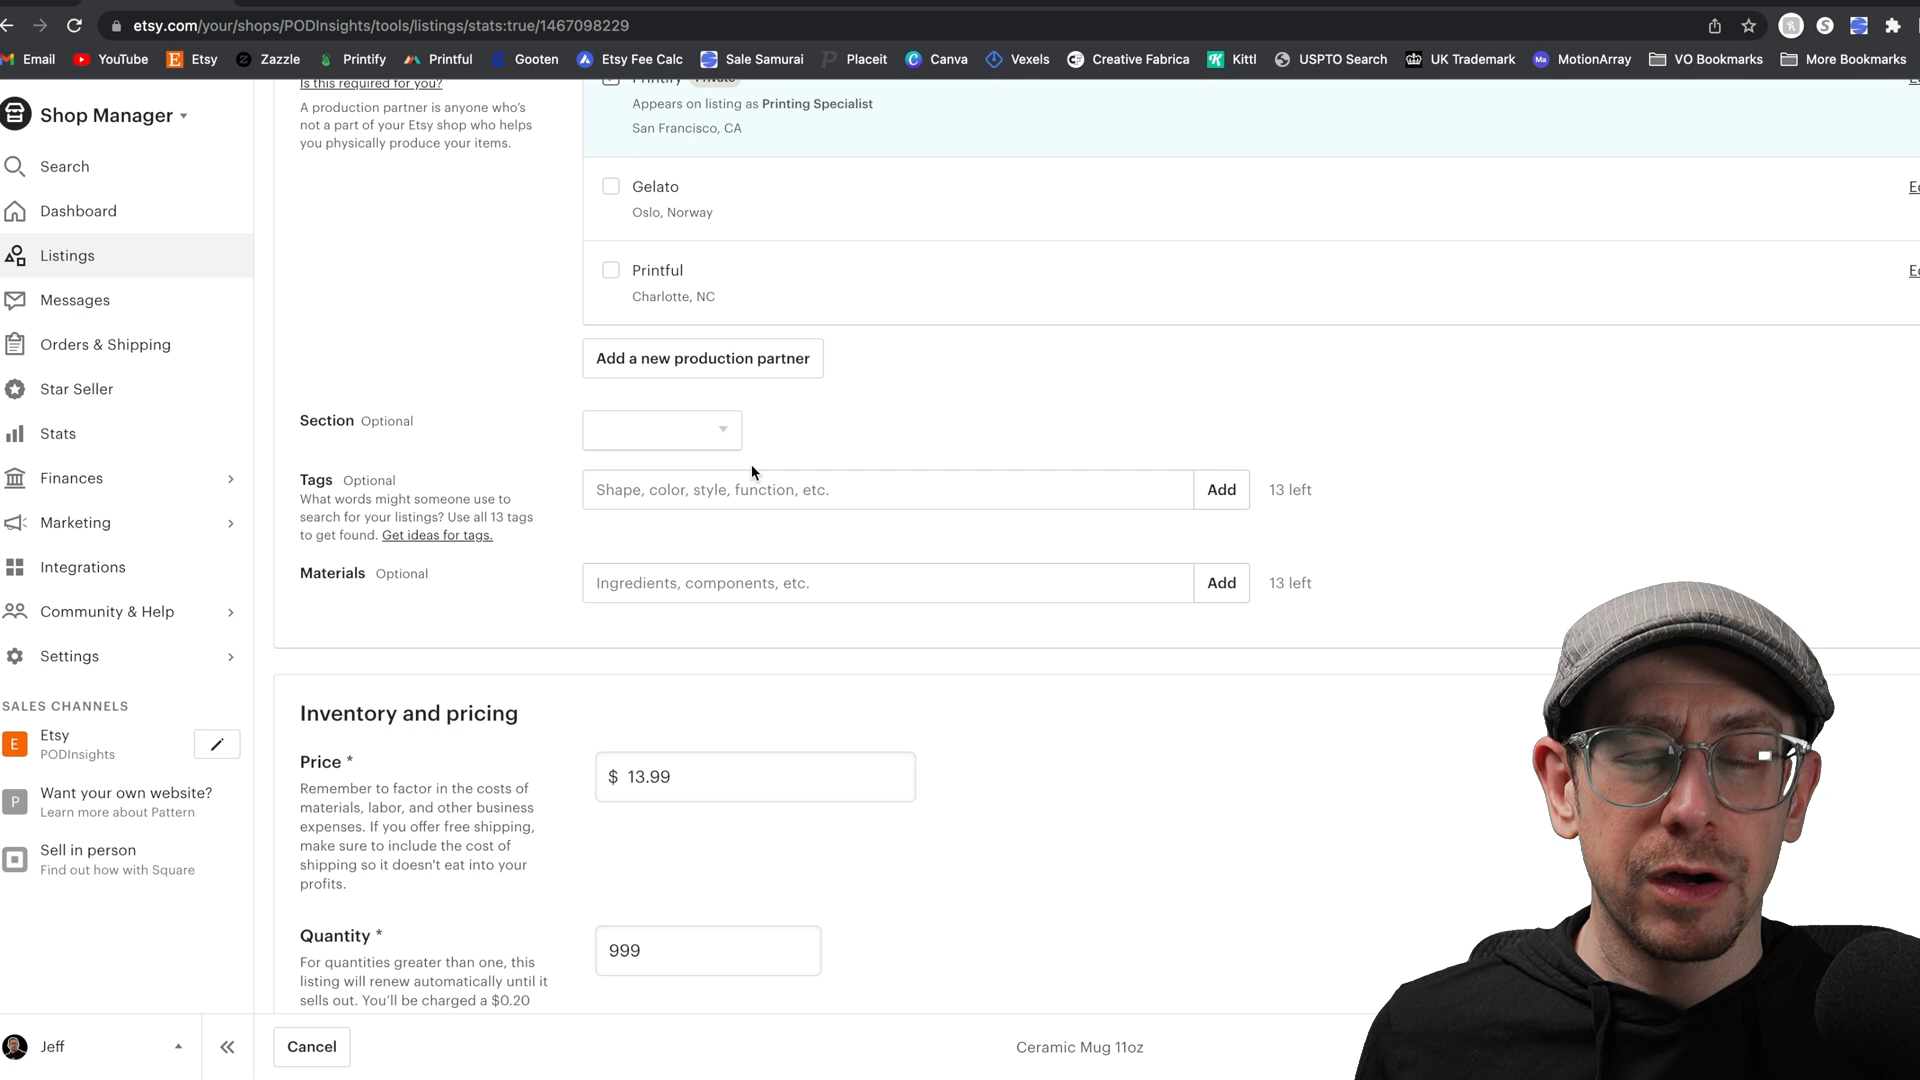 etsy.com/your/shops/PODInsights/tools/listings/stats:true/1467098229
Email YouTube Etsy Zazzle Printify Printful Gooten Etsy Fee Calc Sale Samurai Placeit Canva Vexels Creative Fabrica Kittl USPTO Search UK Trademark MotionArray VO Bookmarks More Bookmarks
Shop Manager
Search
Dashboard
Listings
Messages
Orders & Shipping
Star Seller
Stats
Finances
Marketing
Integrations
Community & Help
Settings
SALES CHANNELS
E Etsy
PODInsights
P Want your own website?
Learn more about Pattern
Sell in person
Find out how with Square
Jeff
Is this required for you?
A production partner is anyone who's
not a part of your Etsy shop who helps
you physically produce your items.
Printify Private
Appears on listing as Printing Specialist
San Francisco, CA
Gelato
Oslo, Norway
Printful
Charlotte, NC
Add a new production partner
Section Optional
Tags Optional
What words might someone use to
search for your listings? Use all 13 tags
to get found. Get ideas for tags.
Shape, color, style, function, etc. Add 13 left
Materials Optional
Ingredients, components, etc. Add 13 left
Inventory and pricing
Price *
Remember to factor in the costs of
materials, labor, and other business
expenses. If you offer free shipping,
make sure to include the cost of
shipping so it doesn't eat into your
profits.
$ 13.99
Quantity *
For quantities greater than one, this
listing will renew automatically until it
sells out. You'll be charged a $0.20
999
Cancel
Ceramic Mug 11oz